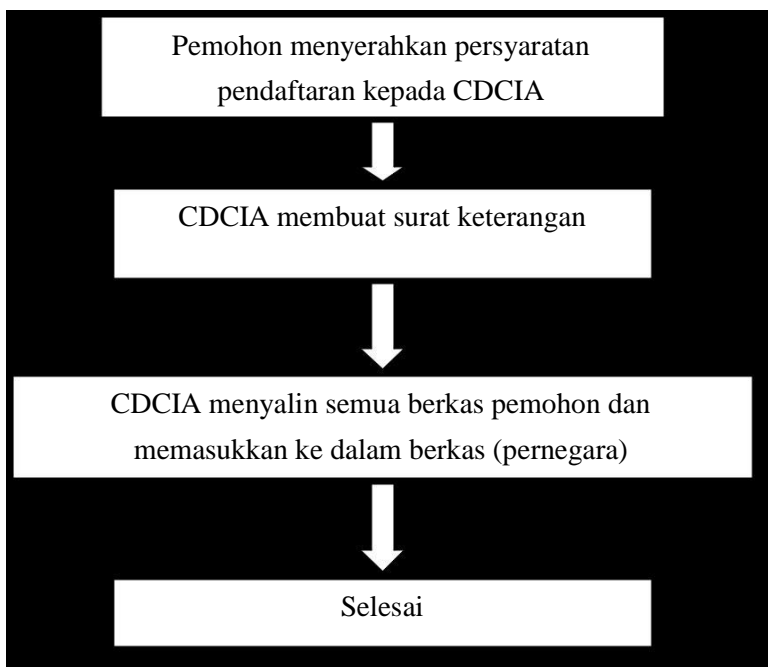 Pemohon menyerahkan persyaratan
pendaftaran kepada CDCIA
CDCIA membuat surat keterangan
CDCIA menyalin semua berkas pemohon dan
memasukkan ke dalam berkas (pernegara)
Selesai